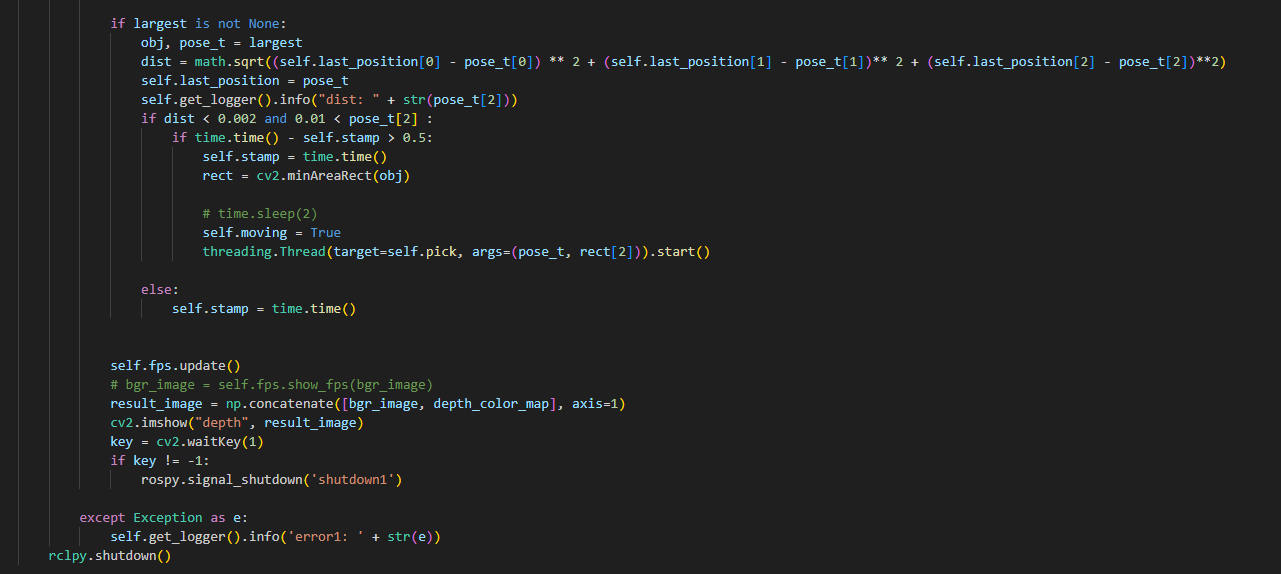 if largest is not None:
obj, pose_t = largest
dist = math.sqrt((self.last_position[0] - pose_t[0]) ** 2 + (self.last_position[1] - pose_t[1])** 2 + (self.last_position[2] - pose_t[2])**2)
self.last_position = pose_t
self.get_logger().info("dist: " + str(pose_t[2]))
if dist < 0.002 and 0.01 < pose_t[2] :
if time.time() - self.stamp > 0.5:
self.stamp = time.time()
rect = cv2.minAreaRect(obj)
# time.sleep(2)
self.moving = True
threading.Thread(target=self.pick, args=(pose_t, rect[2])).start()
else:
self.stamp = time.time()
self.fps.update()
# bgr_image = self.fps.show_fps(bgr_image)
result_image = np.concatenate([bgr_image, depth_color_map], axis=1)
cv2.imshow("depth", result_image)
key = cv2.waitKey(1)
if key != -1:
rospy.signal_shutdown('shutdown1')
except Exception as e:
self.get_logger().info('error1: ' + str(e))
rclpy.shutdown()